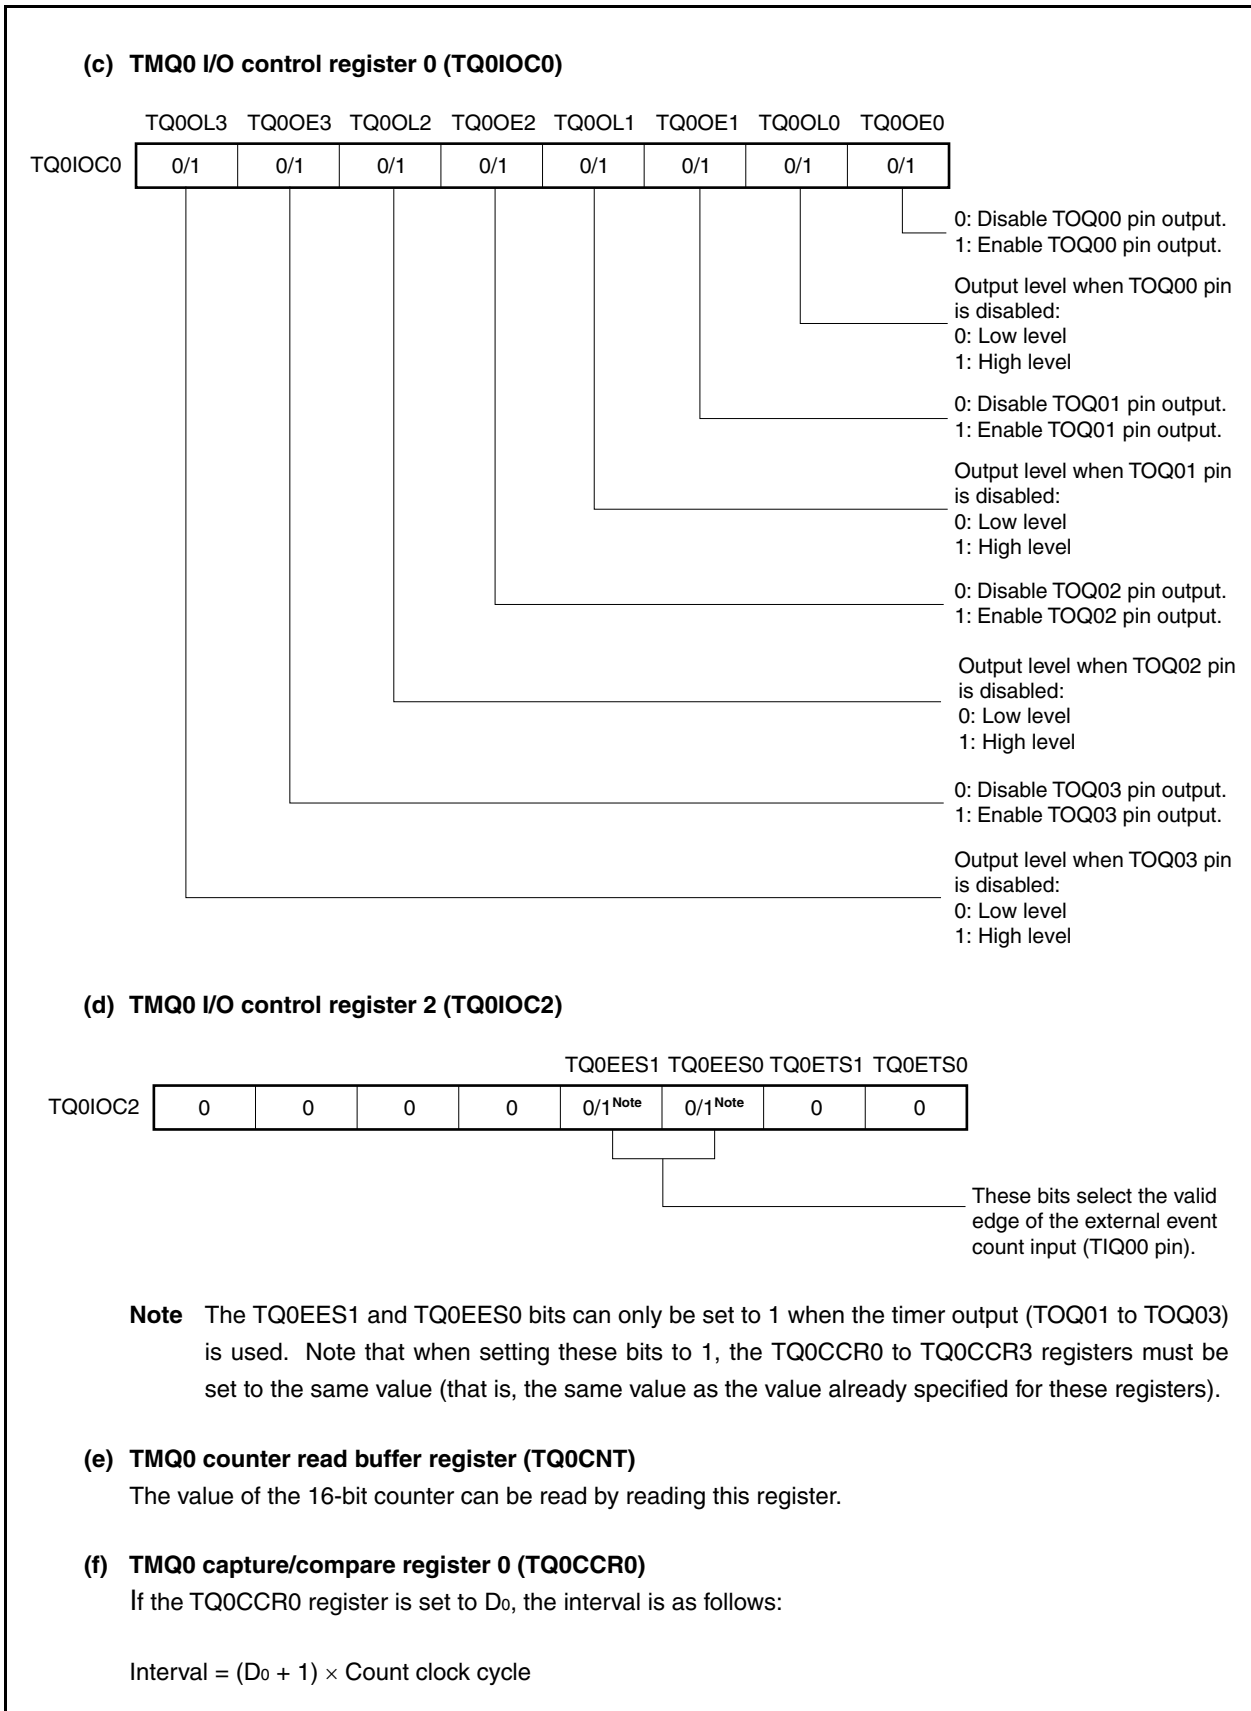 (c) TMQ0 I/O control register 0 (TQ0IOC0)
TQ0OL3 TQ0OE3 TQ0OL2 TQ0OE2 TQ0OL1 TQ0OE1 TQ0OL0 TQ0OE0
TQ0IOC0 0/1 0/1 0/1 0/1 0/1 0/1 0/1 0/1
0: Disable TOQ00 pin output.
1: Enable TOQ00 pin output.
Output level when TOQ00 pin
is disabled:
0: Low level
1: High level
0: Disable TOQ01 pin output.
1: Enable TOQ01 pin output.
Output level when TOQ01 pin
is disabled:
0: Low level
1: High level
0: Disable TOQ02 pin output.
1: Enable TOQ02 pin output.
Output level when TOQ02 pin
is disabled:
0: Low level
1: High level
0: Disable TOQ03 pin output.
1: Enable TOQ03 pin output.
Output level when TOQ03 pin
is disabled:
0: Low level
1: High level
(d) TMQ0 I/O control register 2 (TQ0IOC2)
TQ0EES1 TQ0EES0 TQ0ETS1 TQ0ETS0
TQ0IOC2 0 0 0 0 0/1Note 0/1Note 0 0
These bits select the valid
edge of the external event
count input (TIQ00 pin).
Note The TQ0EES1 and TQ0EES0 bits can only be set to 1 when the timer output (TOQ01 to TOQ03)
is used. Note that when setting these bits to 1, the TQ0CCR0 to TQ0CCR3 registers must be
set to the same value (that is, the same value as the value already specified for these registers).
(e) TMQ0 counter read buffer register (TQ0CNT)
The value of the 16-bit counter can be read by reading this register.
(f) TMQ0 capture/compare register 0 (TQ0CCR0)
If the TQ0CCR0 register is set to D0, the interval is as follows:
Interval = (D0 + 1) × Count clock cycle